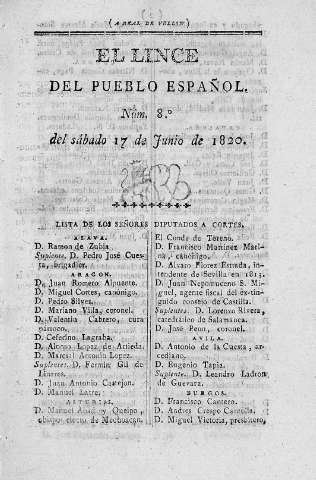 ( A REAL DE VELLON )
EL LINCE
DEL PUEBLO ESPAÑOL.
Núm. 8.º
del sábado 17 de Junio de 1820.
LISTA DE LOS SEÑORES DIPUTADOS A CORTES.
ALAVA.
D. Ramon de Zubia.
Suplente. D. Pedro José Cuesta, brigadier.
ARAGON.
D. Juan Romero Alpuente.
D. Miguel Cortes, canónigo.
D. Pedro Silves.
D. Mariano Villa, coronel.
D. Valentin Cabrero, cura
párroco.
D. Ceferino Lagraba.
D. Alonso Lopez de Artieda.
D. Marcial Antonio Lopez.
Suplentes. D. Fermin Gil de
Linares.
D. Juan Antonio Castejon.
D. Manuel Latre.
ASTURIAS.
D. Manuel Abad y Queipo,
obispo electo de Mechoacan.
El Conde de Toreno.
D. Francisco Martinez Marina, canónigo.
D. Alvaro Florez Estrada, intendente de Sevilla en 1813.
D. Juan Nepomuceno S.
Miguel, agente fiscal del extinguido consejo de Castilla.
Suplente. D. Lorenzo Rivera,
catedrático de Salamanca.
D. José Penn, coronel.
AVILA.
D. Antonio de la Cuesta, arcediano.
D. Eugenio Tapia.
Suplente. D. Leandro Ladron
de Guevara.
BURGOS.
D. Francisco Cantero.
D. Andres Crespo Cantolla.
D. Miguel Victoria, presbítero,